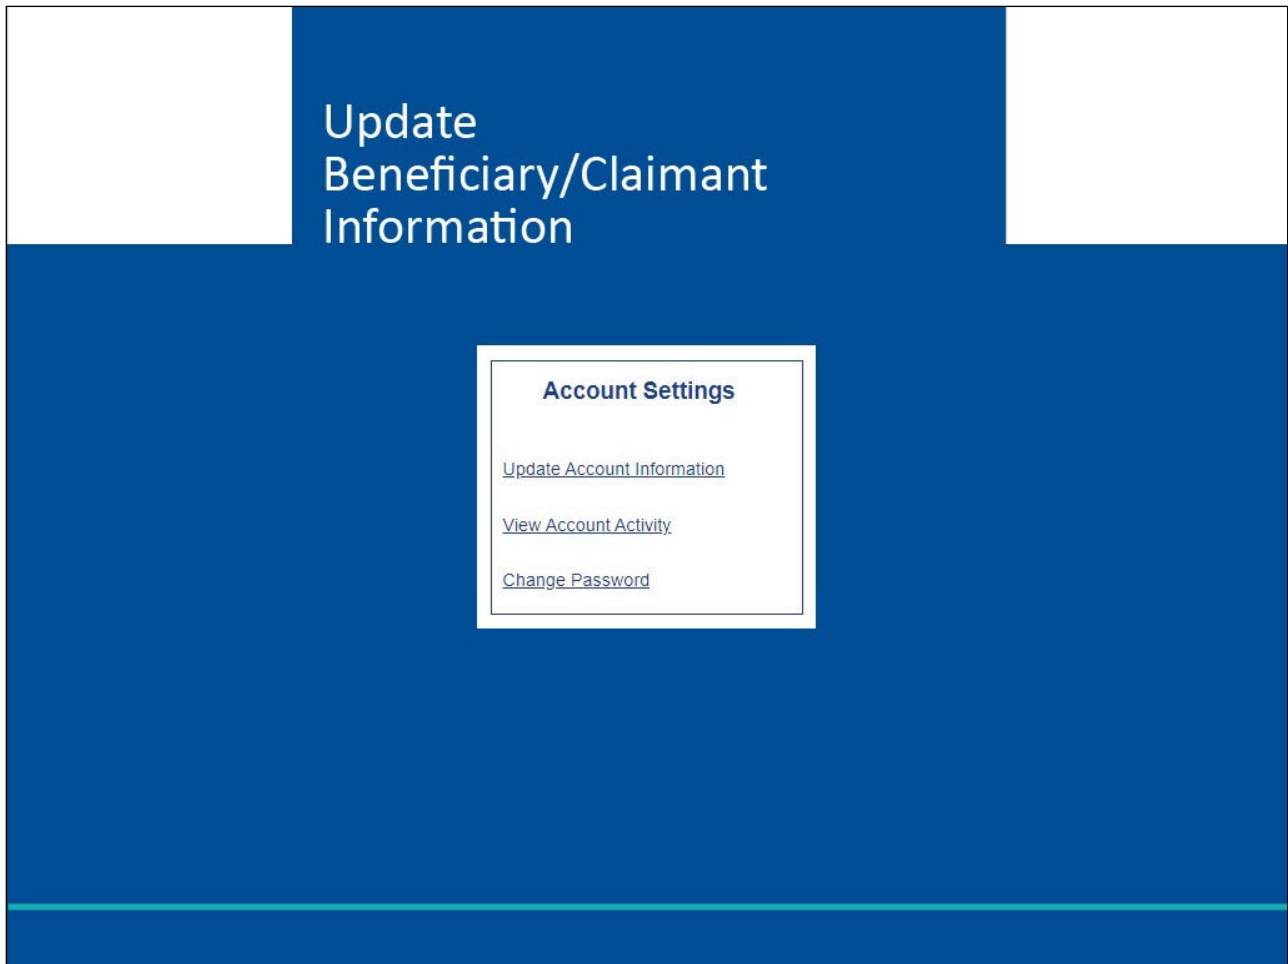 Update
Beneficiary/Claimant
Information
Account Settings
Update Account Information
View Account Activity
Change Password